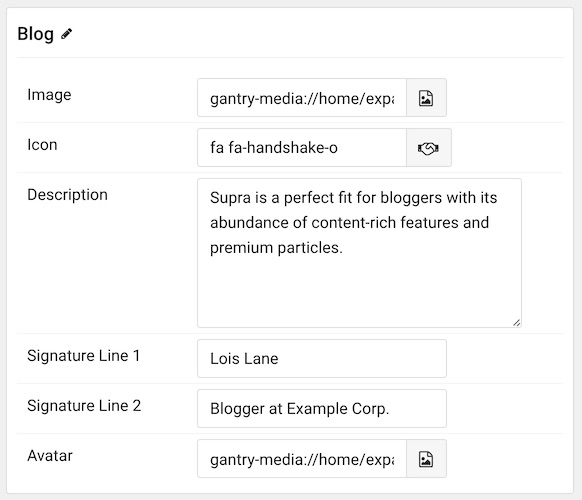 Blog
Image
gantry-media://home/expa
Icon
fa fa-handshake-o
Description
Supra is a perfect fit for bloggers with its
abundance of content-rich features and
premium particles.
Signature Line 1
Lois Lane
Signature Line 2
Blogger at Example Corp.
Avatar
gantry-media://home/expa